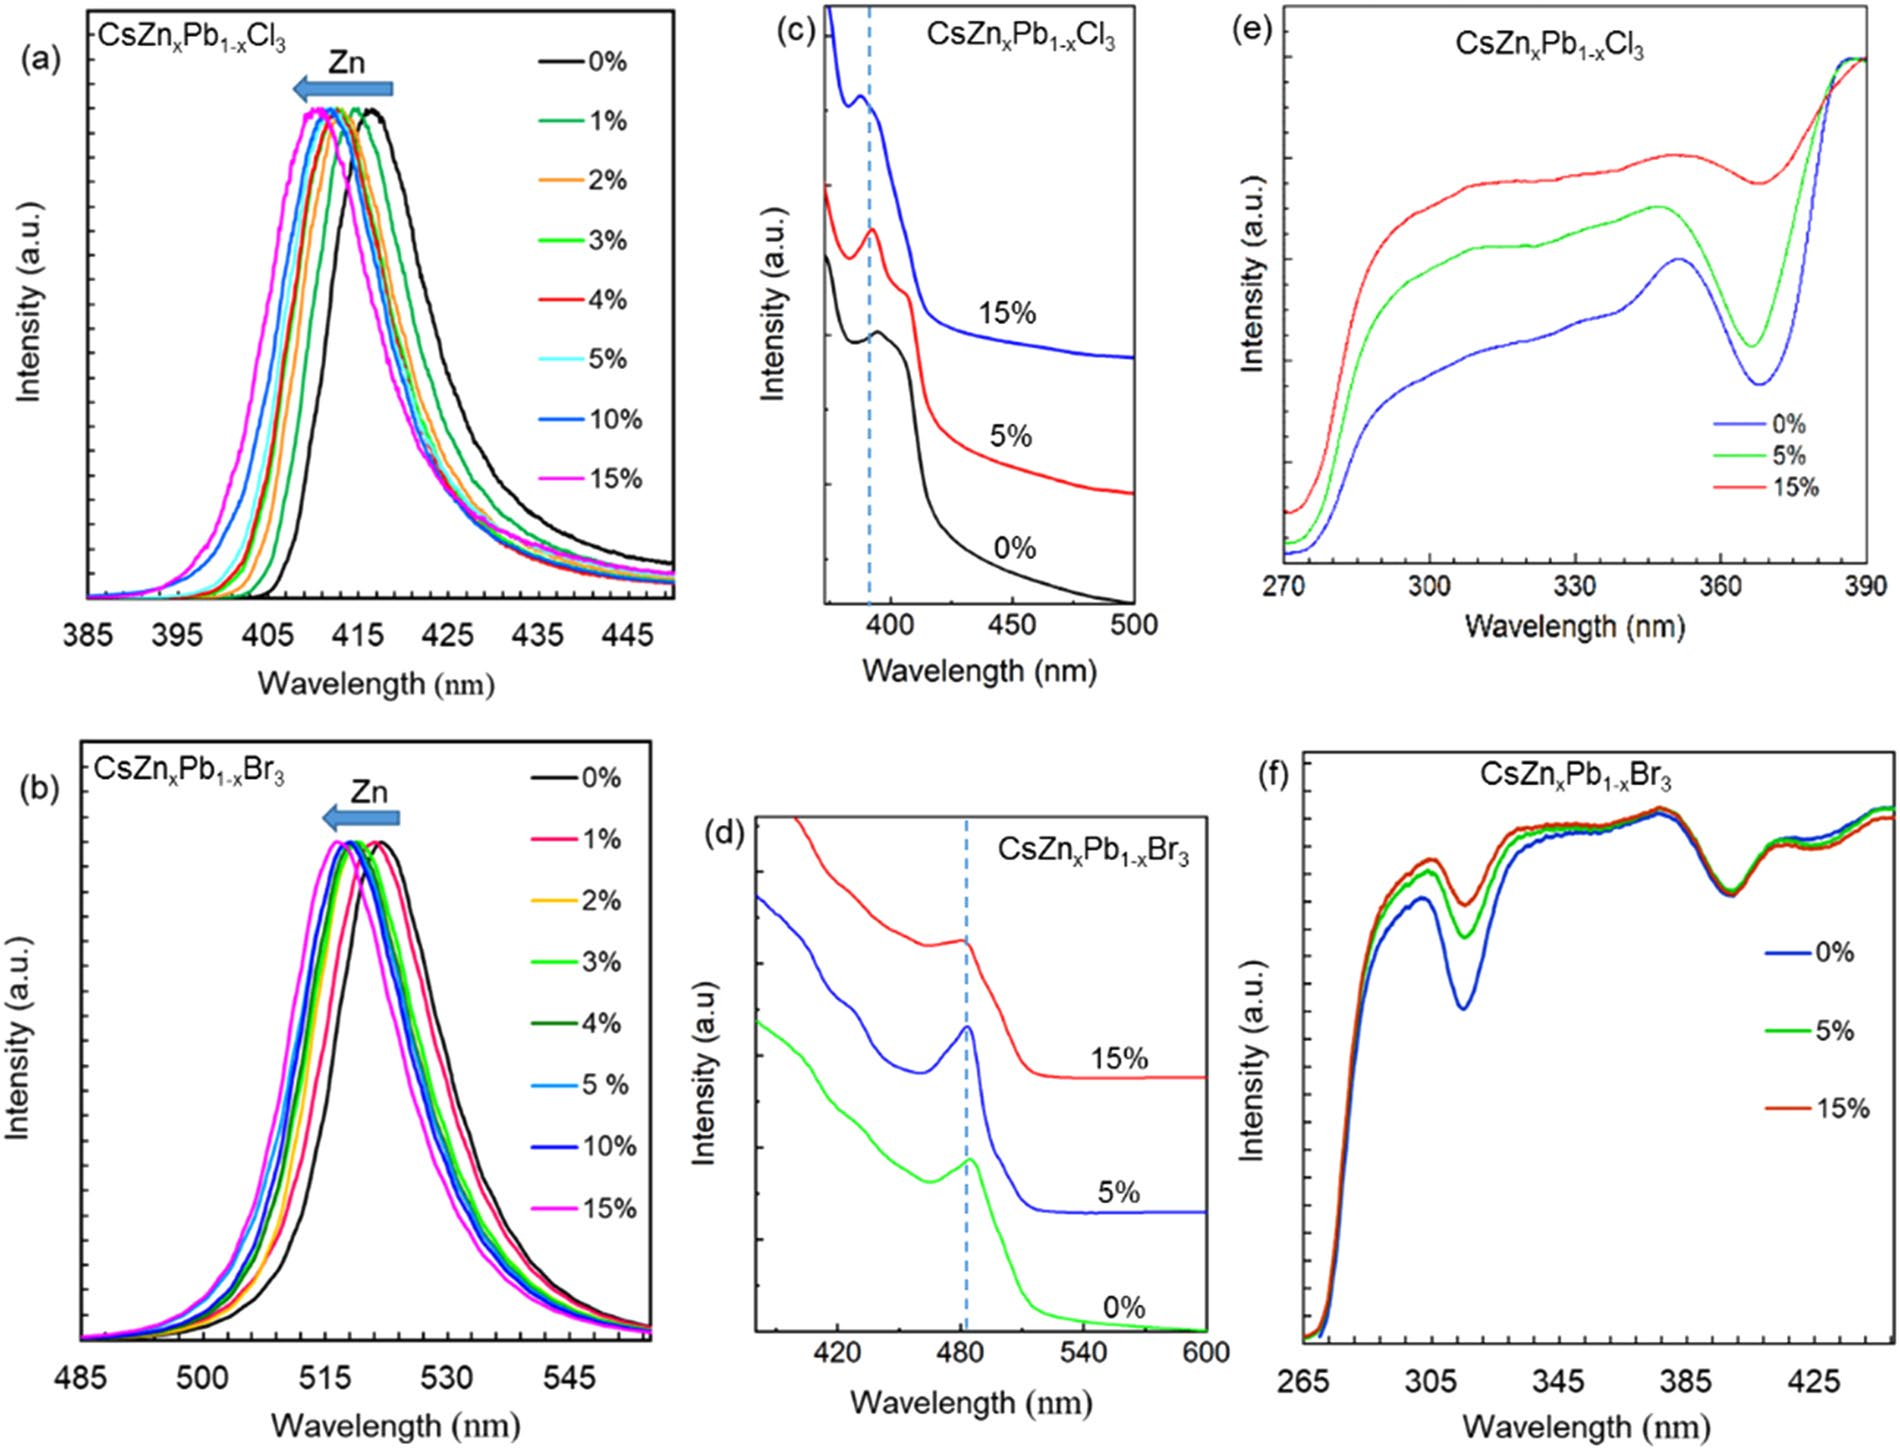 (a)
CsZnxPb1-xCl3
Zn
0%
1%
2%
3%
4%
5%
10%
15%
Intensity (a.u.)
385 395 405 415 425 435 445
Wavelength (nm)
(c)
CsZnxPb1-xCl3
15%
5%
0%
Intensity (a.u.)
400 450 500
Wavelength (nm)
(e)
CsZnxPb1-xCl3
0%
5%
15%
Intensity (a.u.)
270 300 330 360 390
Wavelength (nm)
(b)
CsZnxPb1-xBr3
Zn
0%
1%
2%
3%
4%
5 %
10%
15%
Intensity (a.u.)
485 500 515 530 545
Wavelength (nm)
(d)
CsZnxPb1-xBr3
15%
5%
0%
Intensity (a.u)
420 480 540 600
Wavelength (nm)
(f)
CsZnxPb1-xBr3
0%
5%
15%
Intensity (a.u.)
265 305 345 385 425
Wavelength (nm)